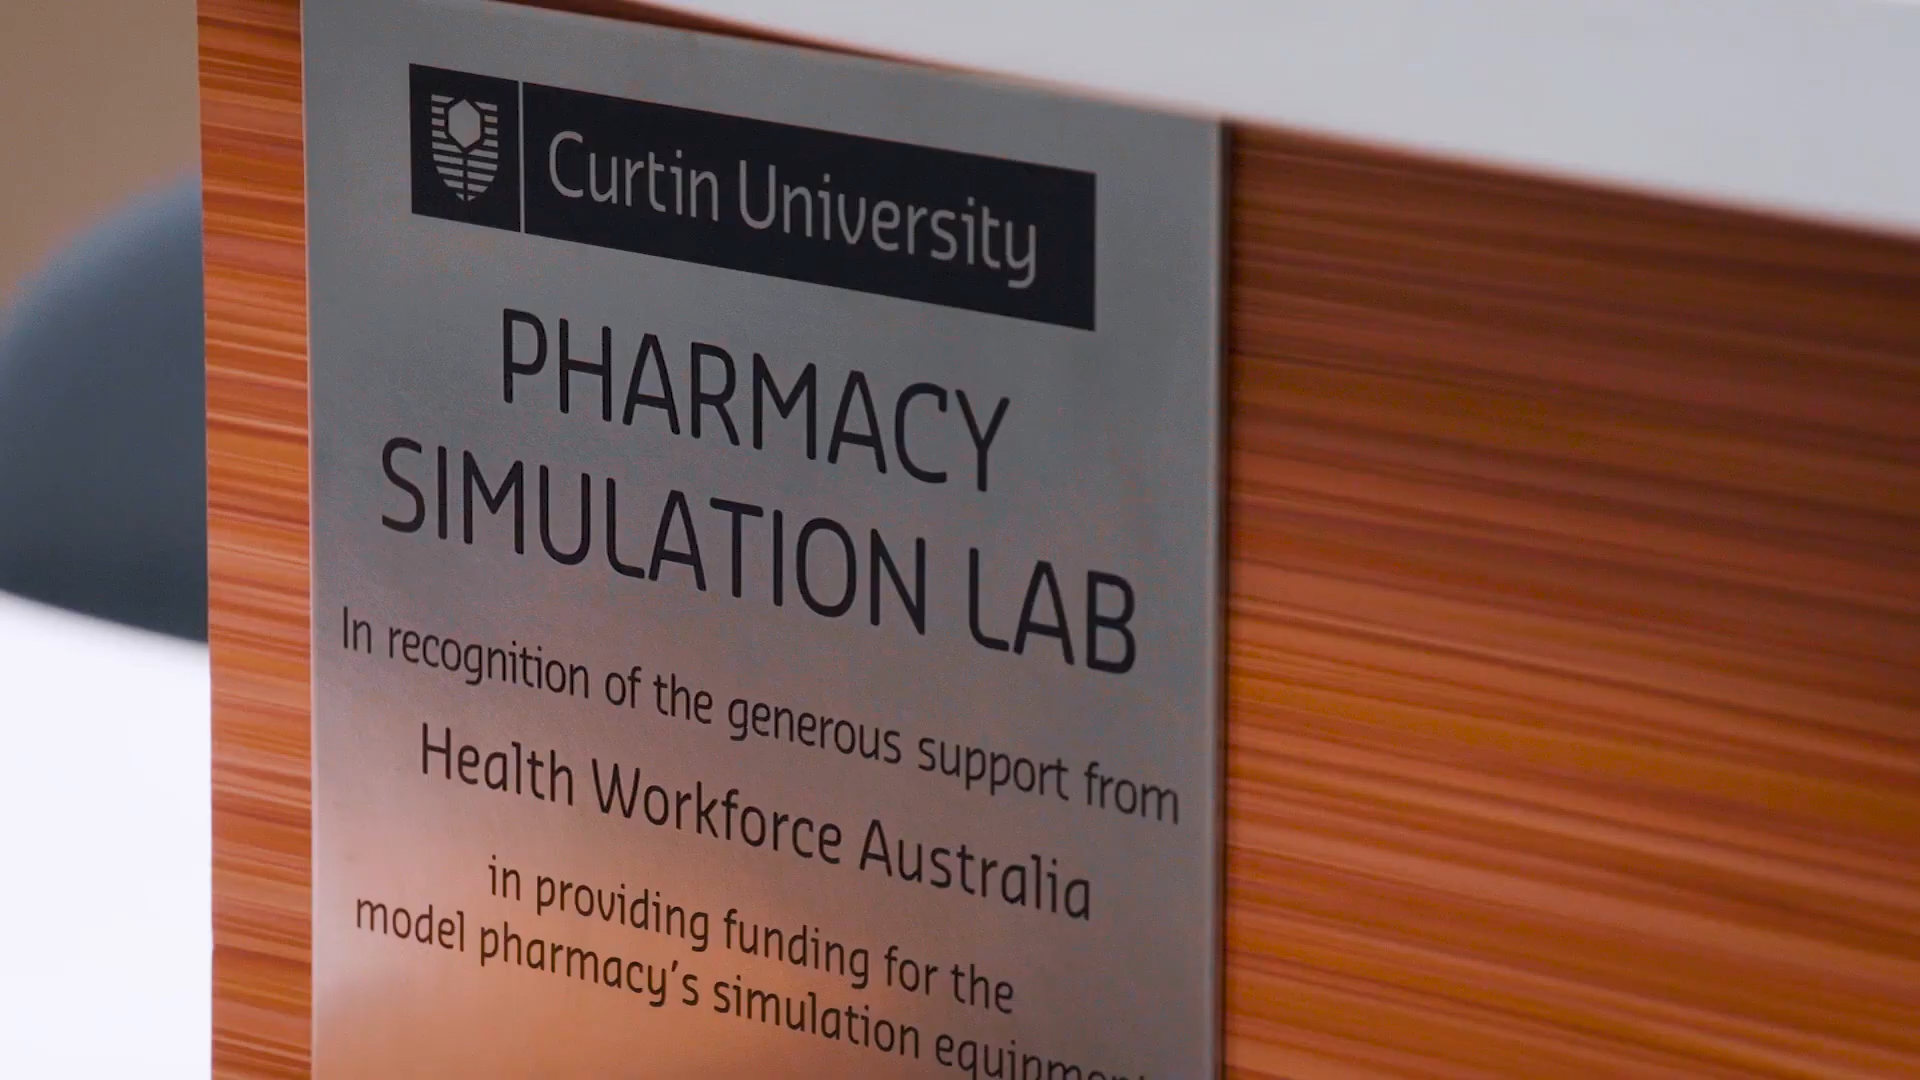 Curtin University
PHARMACY
SIMULATION LAB
In recognition of the generous support from
Health Workforce Australia
in providing funding for the
model pharmacy's simulation equipment